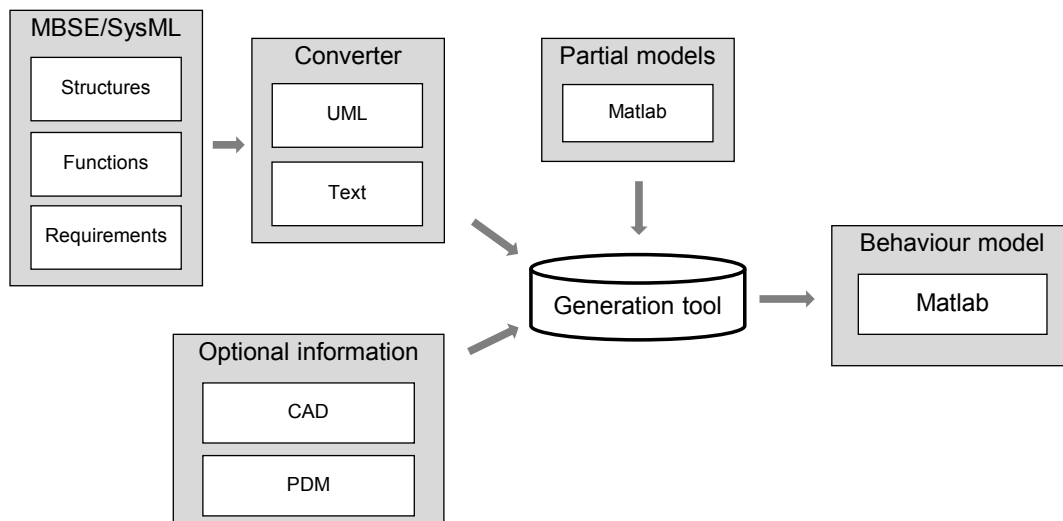 MBSE/SysML
Structures
Functions
Requirements
Converter
UML
Text
Partial models
Matlab
Generation tool
Behaviour model
Matlab
Optional information
CAD
PDM